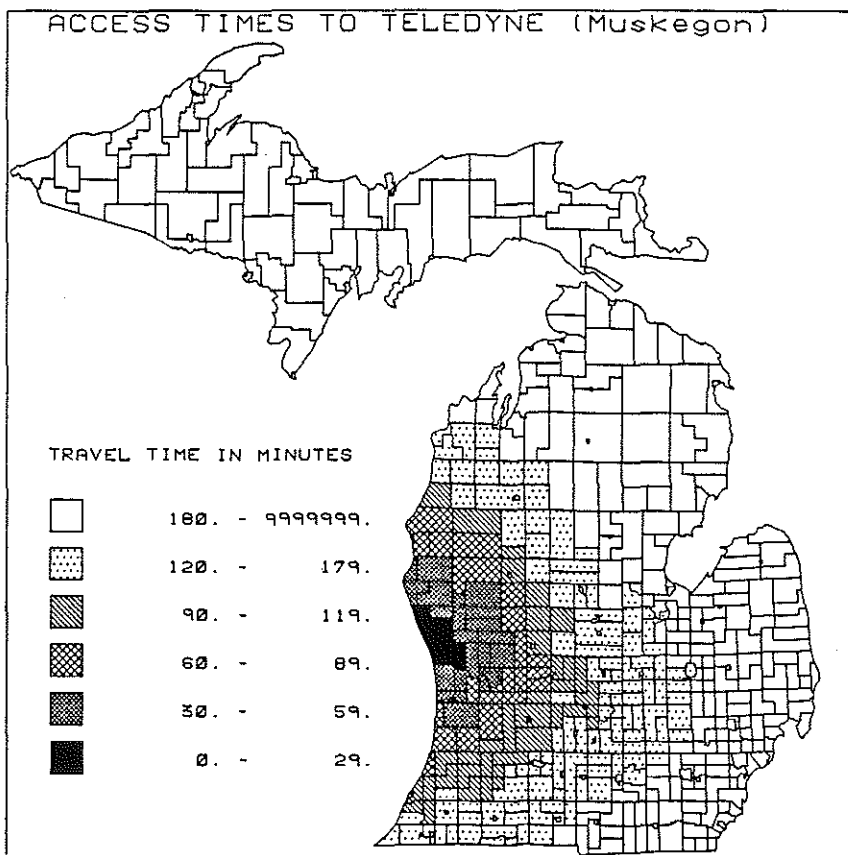 ACCESS TIMES TO TELEDYNE (Muskegon)
TRAVEL TIME IN MINUTES
180. - 9999999.
120. - 179.
90. - 119.
60. - 89.
30. - 59.
0. - 29.